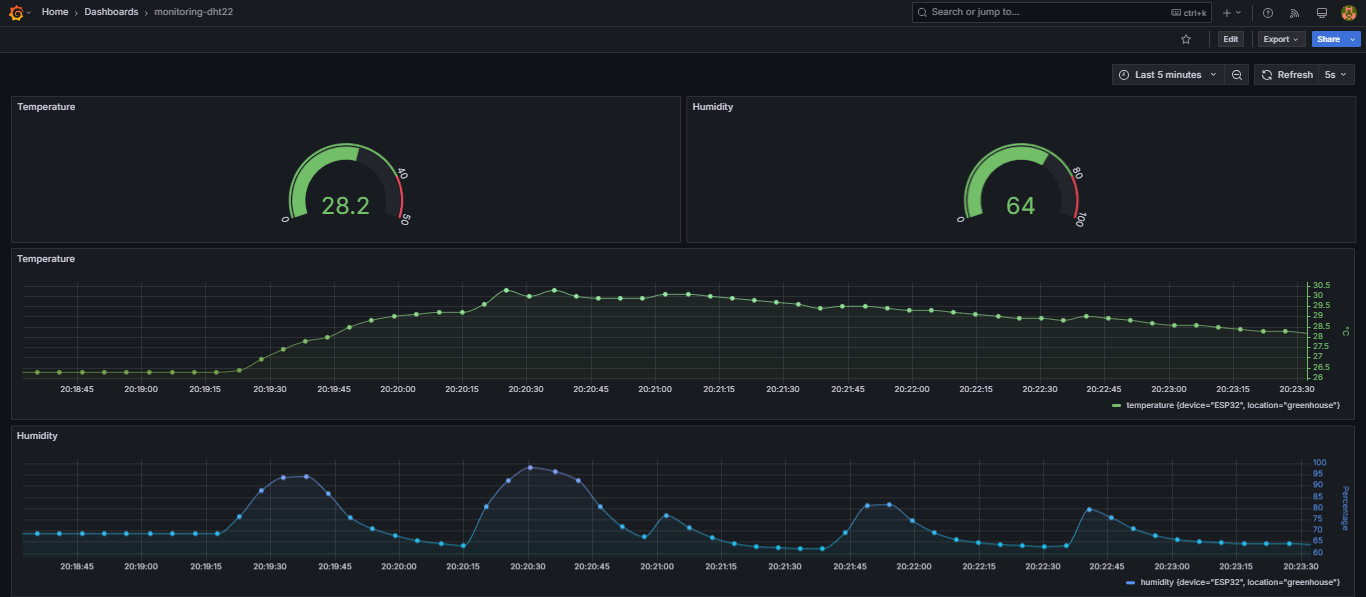 Home › Dashboards › monitoring-dht22
Search or jump to... ctrl+k
Edit Export Share
Last 5 minutes Refresh 5s
Temperature
28.2
0 40 50
Humidity
64
0 80 100
Temperature
30.5
30
29.5
29
28.5
28
27.5
27
26.5
26
°C
20:18:45 20:19:00 20:19:15 20:19:30 20:19:45 20:20:00 20:20:15 20:20:30 20:20:45 20:21:00 20:21:15 20:21:30 20:21:45 20:22:00 20:22:15 20:22:30 20:22:45 20:23:00 20:23:15 20:23:30
temperature {device="ESP32", location="greenhouse"}
Humidity
100
95
90
85
80
75
70
65
60
Percentage
20:18:45 20:19:00 20:19:15 20:19:30 20:19:45 20:20:00 20:20:15 20:20:30 20:20:45 20:21:00 20:21:15 20:21:30 20:21:45 20:22:00 20:22:15 20:22:30 20:22:45 20:23:00 20:23:15 20:23:30
humidity {device="ESP32", location="greenhouse"}